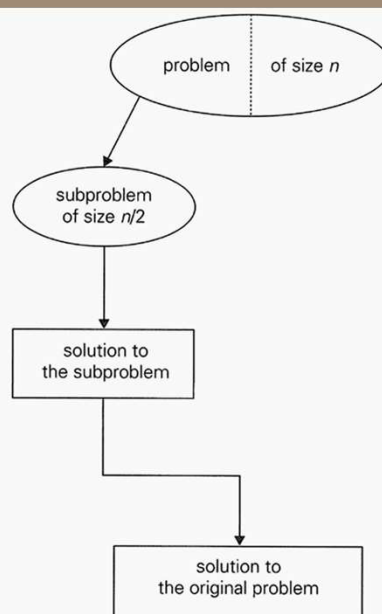 problem of size n
subproblem
of size n/2
solution to
the subproblem
solution to
the original problem